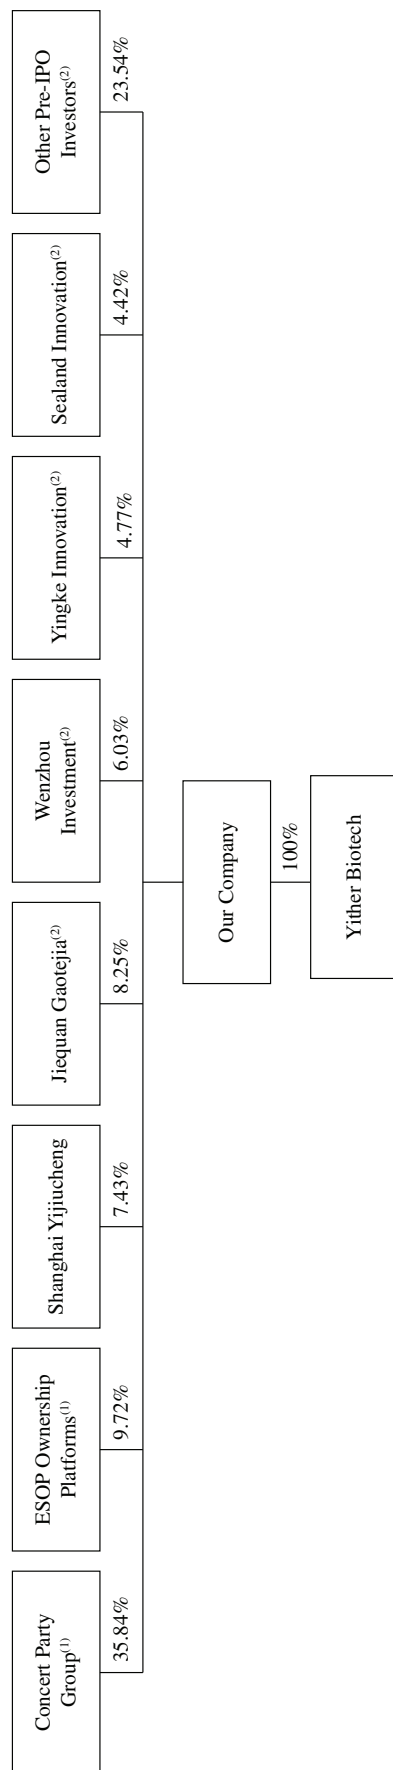 Concert Party
Group(1)
35.84%
ESOP Ownership
Platforms(1)
9.72%
Shanghai Yijiucheng
7.43%
Jiequan Gaotejia(2)
8.25%
Wenzhou
Investment(2)
6.03%
Yingke Innovation(2)
4.77%
Sealand Innovation(2)
4.42%
Other Pre-IPO
Investors(2)
23.54%
Our Company
100%
Yither Biotech